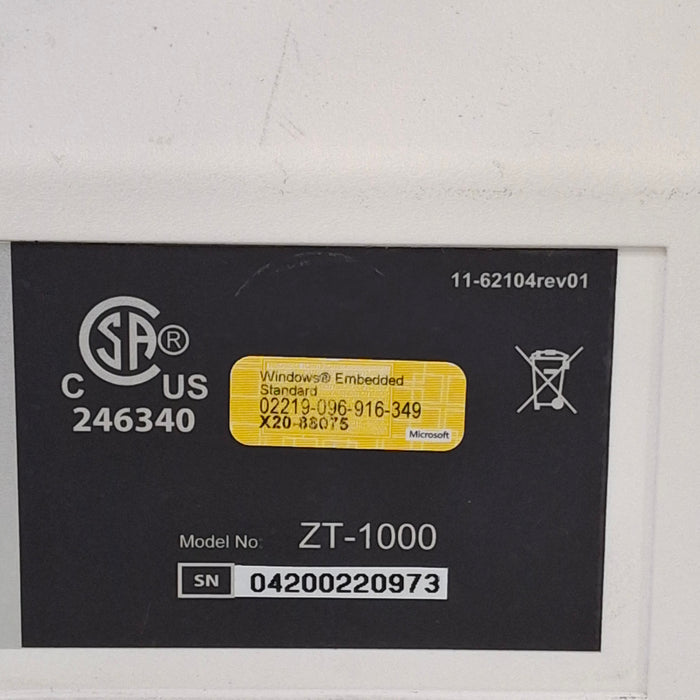 11-62104rev01
CSA®
C US
246340
Windows® Embedded
Standard
02219-096-916-349
X20-88075
Microsoft
Model No:
ZT-1000
SN
04200220973